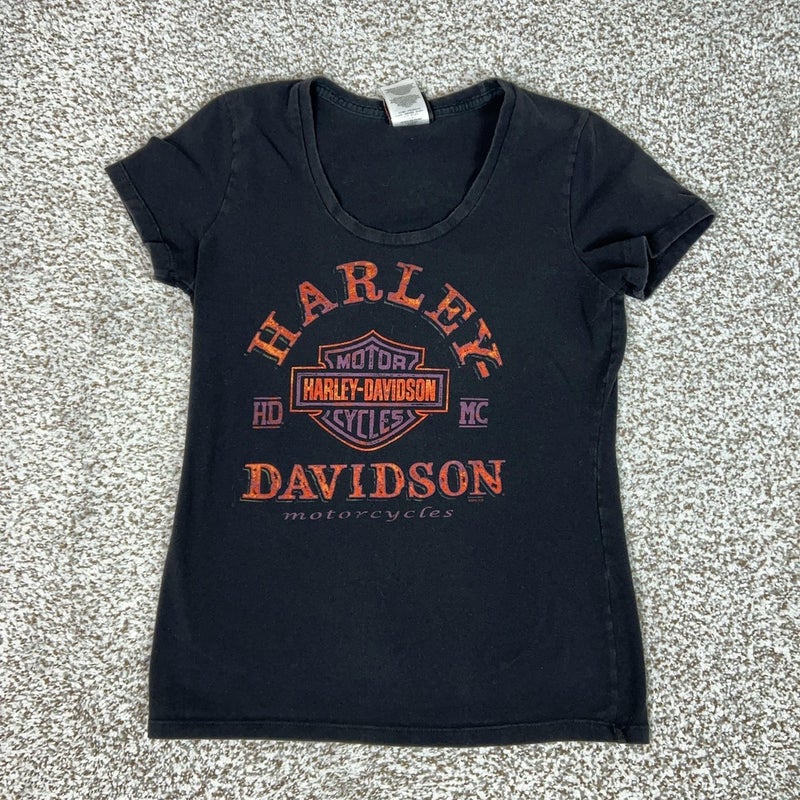 HARLEY-
MOTOR
HARLEY-DAVIDSON
CYCLES
HD MC
DAVIDSON
motorcycles